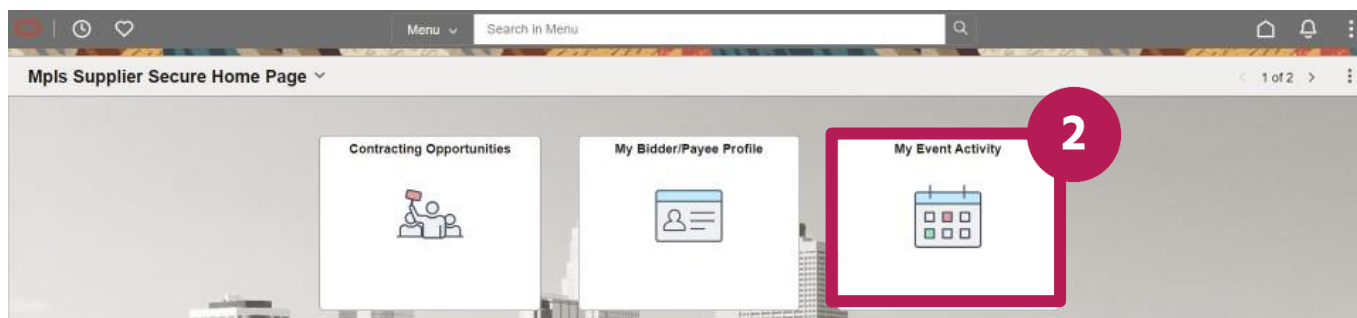 Menu
Search in Menu
Mpls Supplier Secure Home Page
1 of 2
2
Contracting Opportunities
My Bidder/Payee Profile
My Event Activity